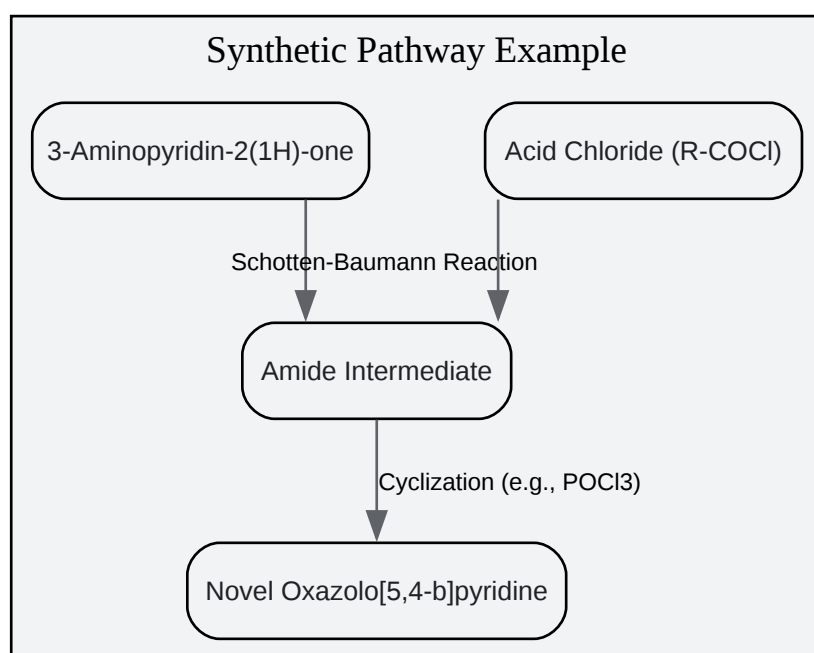 Synthetic Pathway Example
3-Aminopyridin-2(1H)-one
Acid Chloride (R-COCl)
Schotten-Baumann Reaction
Amide Intermediate
Cyclization (e.g., POCl3)
Novel Oxazolo[5,4-b]pyridine